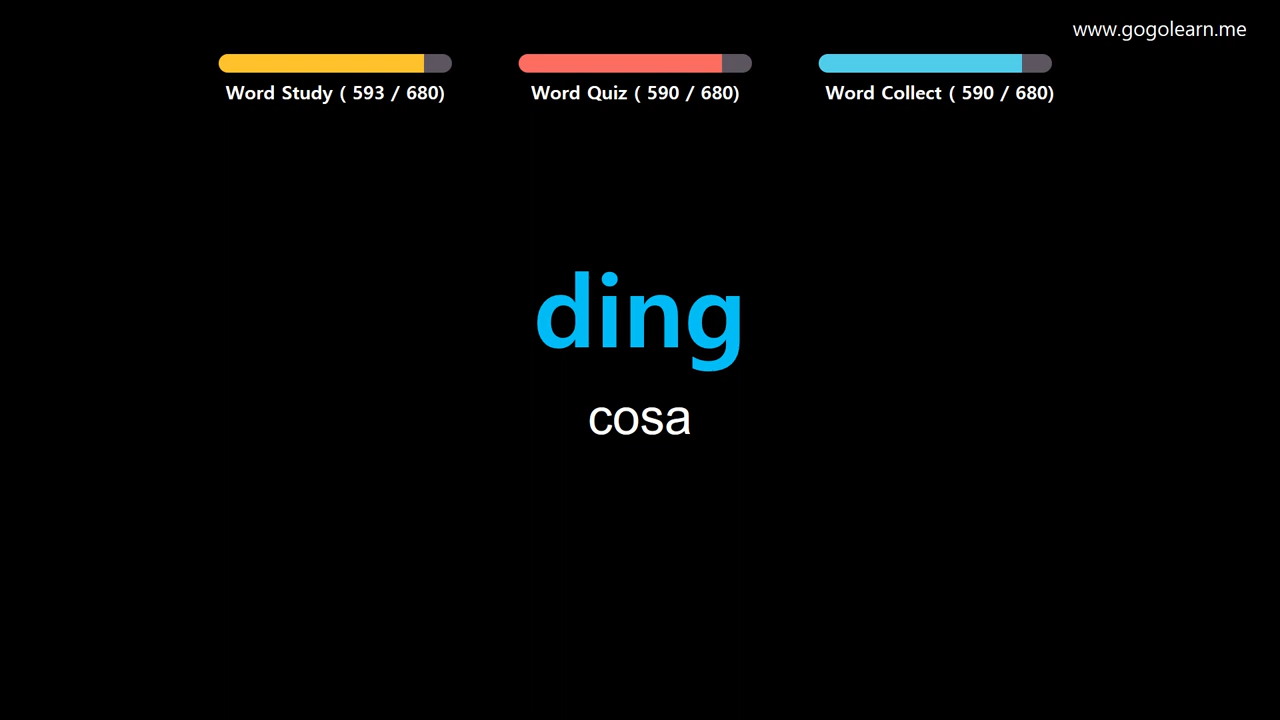 www.gogolearn.me
Word Study ( 593 / 680)
Word Quiz ( 590 / 680)
Word Collect ( 590 / 680)
ding
cosa